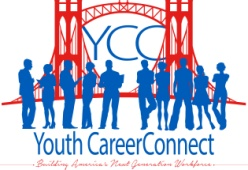 YCC
Youth CareerConnect
Building America's Next Generation Workforce